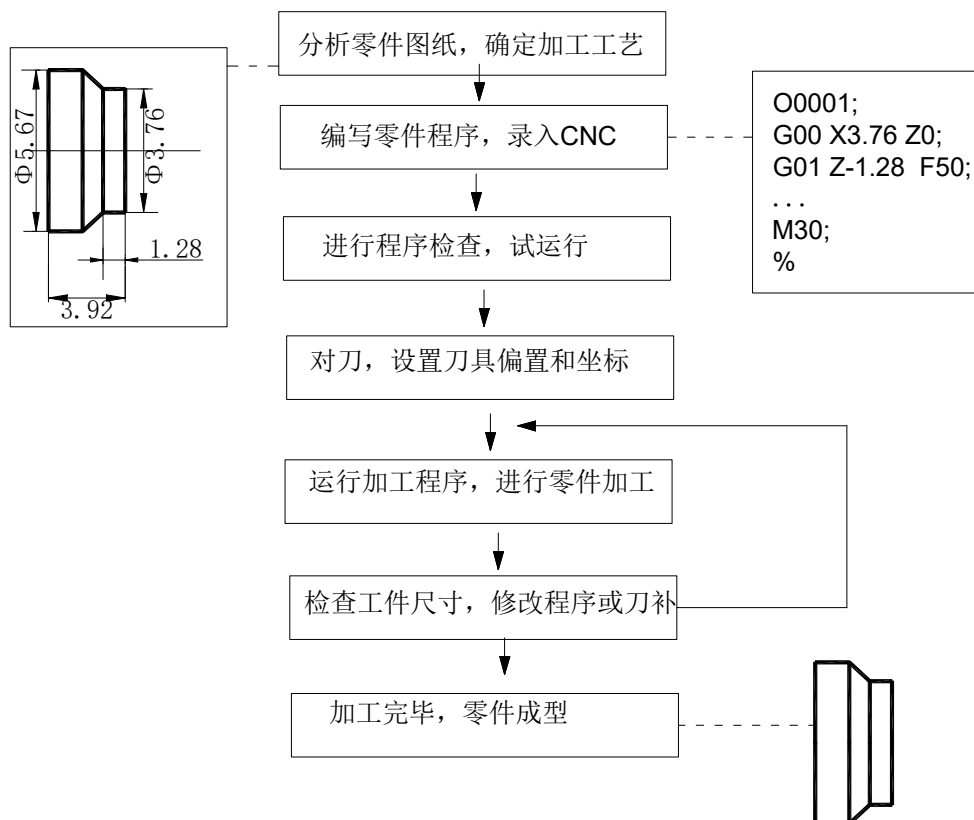 分析零件图纸，确定加工工艺
Φ5.67
Φ3.76
1.28
3.92
编写零件程序，录入CNC
O0001;
G00 X3.76 Z0;
G01 Z-1.28 F50;
...
M30;
%
进行程序检查，试运行
对刀，设置刀具偏置和坐标
运行加工程序，进行零件加工
检查工件尺寸，修改程序或刀补
加工完毕，零件成型